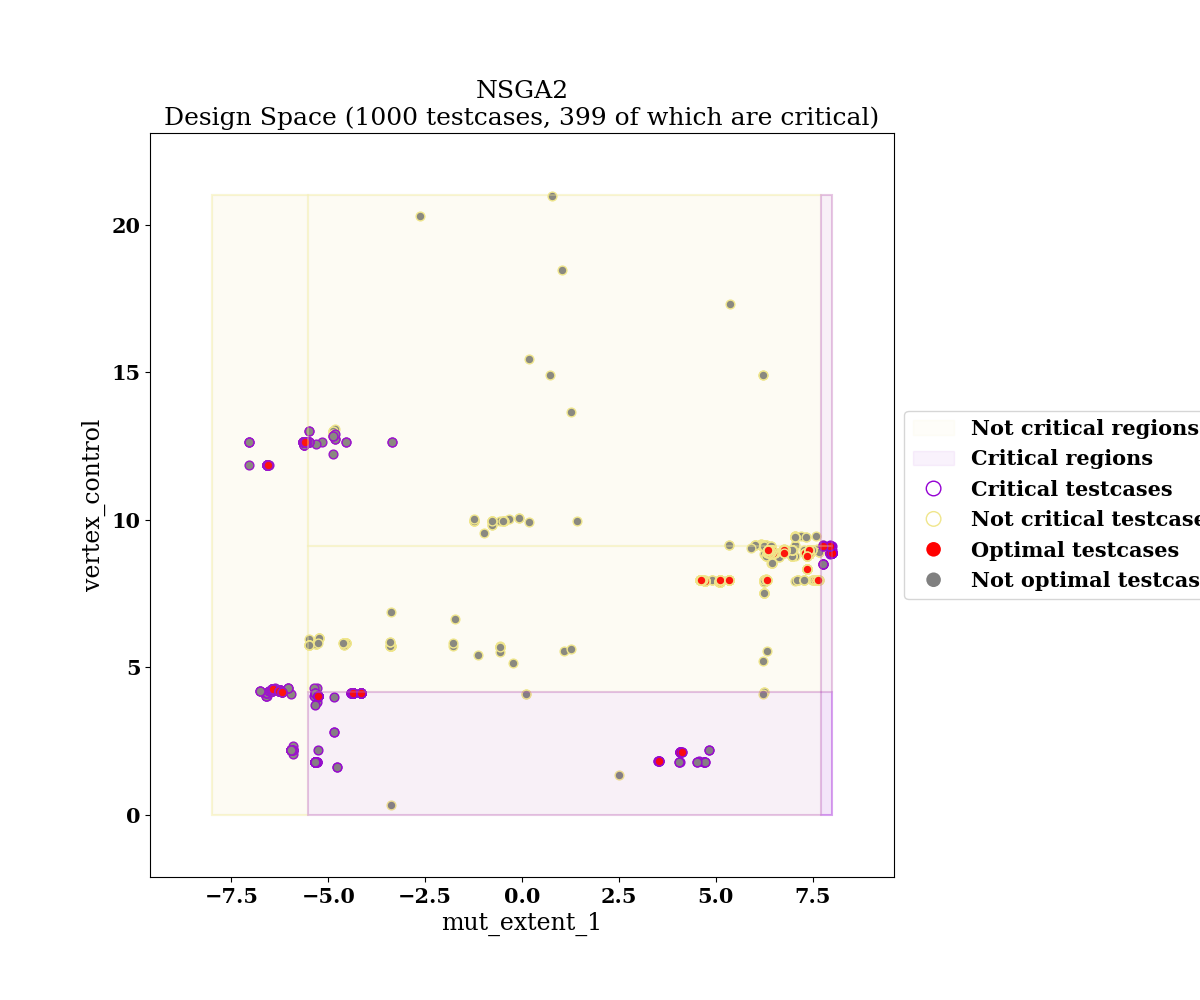 NSGA2
Design Space (1000 testcases, 399 of which are critical)
20
15
10
5
0
vertex_control
−7.5 −5.0 −2.5 0.0 2.5 5.0 7.5
mut_extent_1
Not critical regions
Critical regions
Critical testcases
Not critical testcase
Optimal testcases
Not optimal testcas